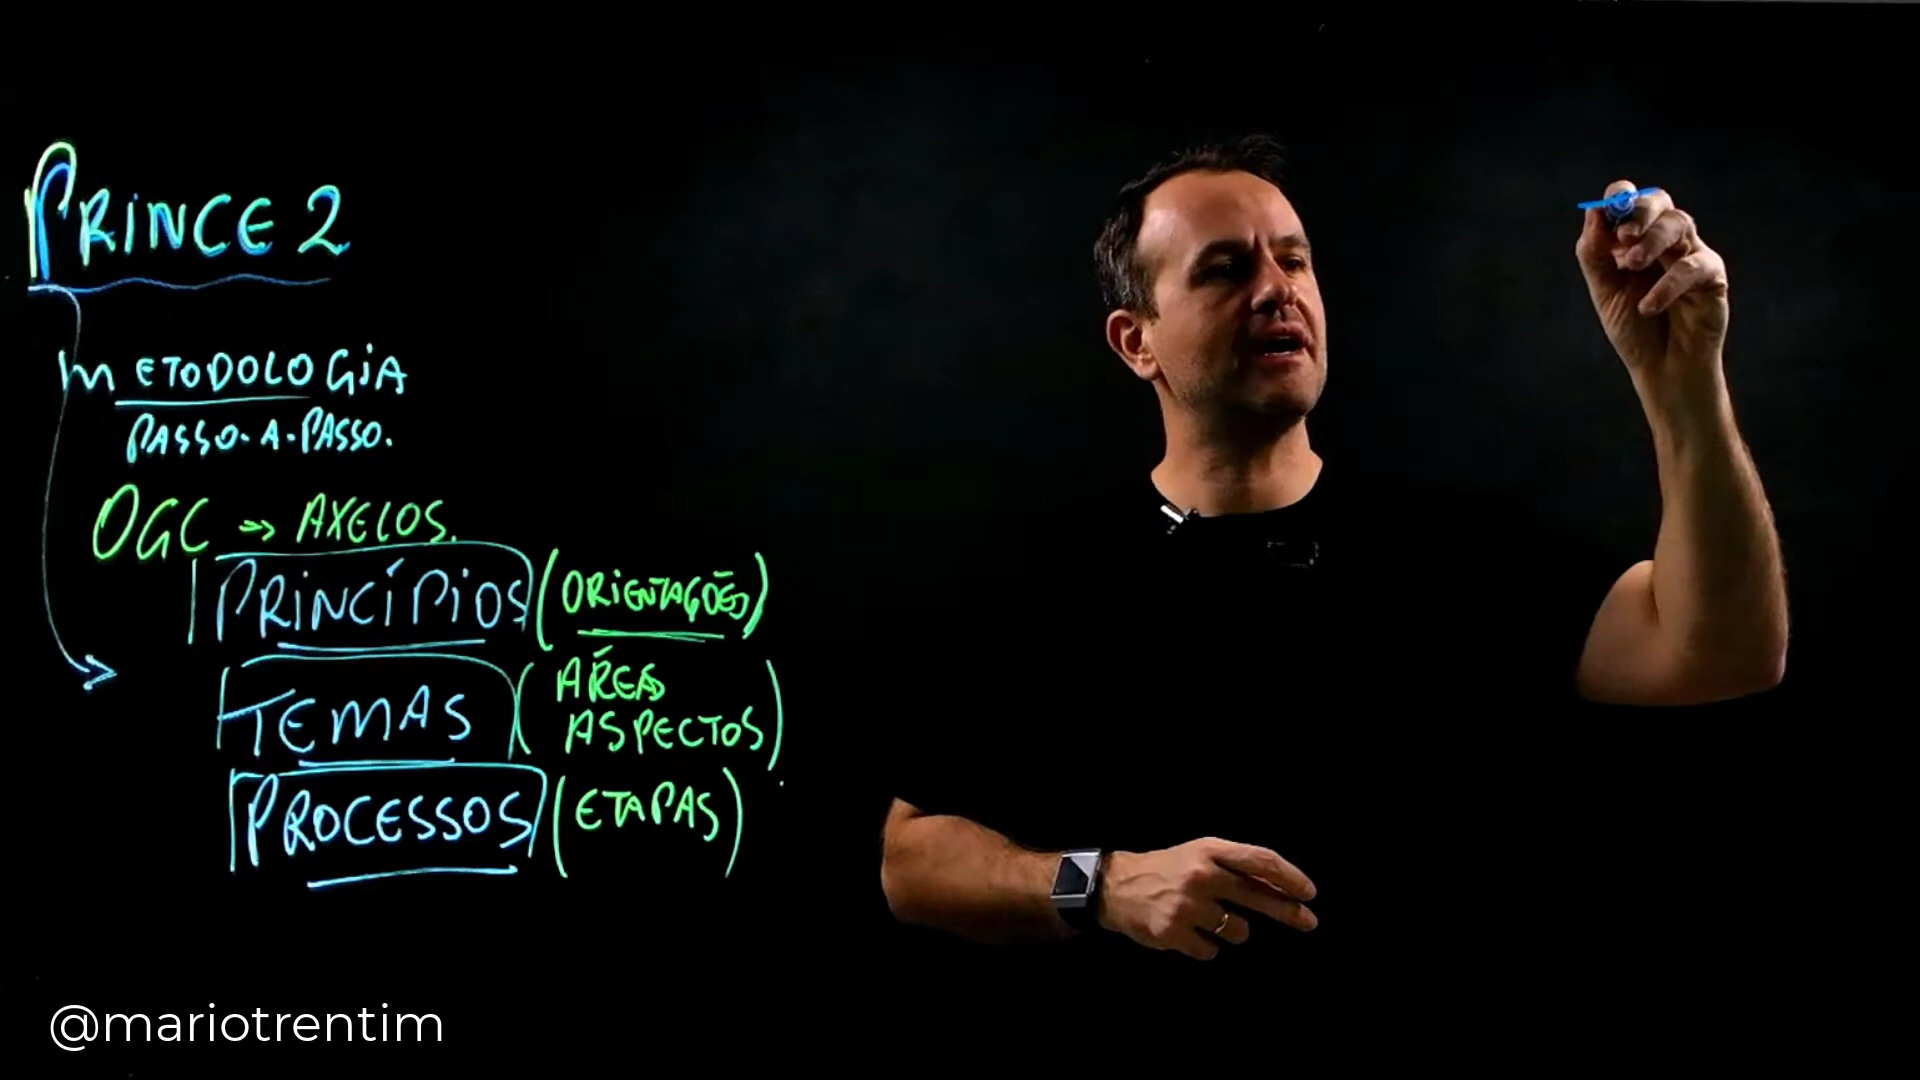 PRINCE 2
METODOLOGIA
PASSO-A-PASSO.
OGC ->> AXELOS.
PRINCÍPIOS (ORIENTAÇÕES)
TEMAS (ÁREAS
ASPECTOS)
PROCESSOS (ETAPAS)
@mariotrentim